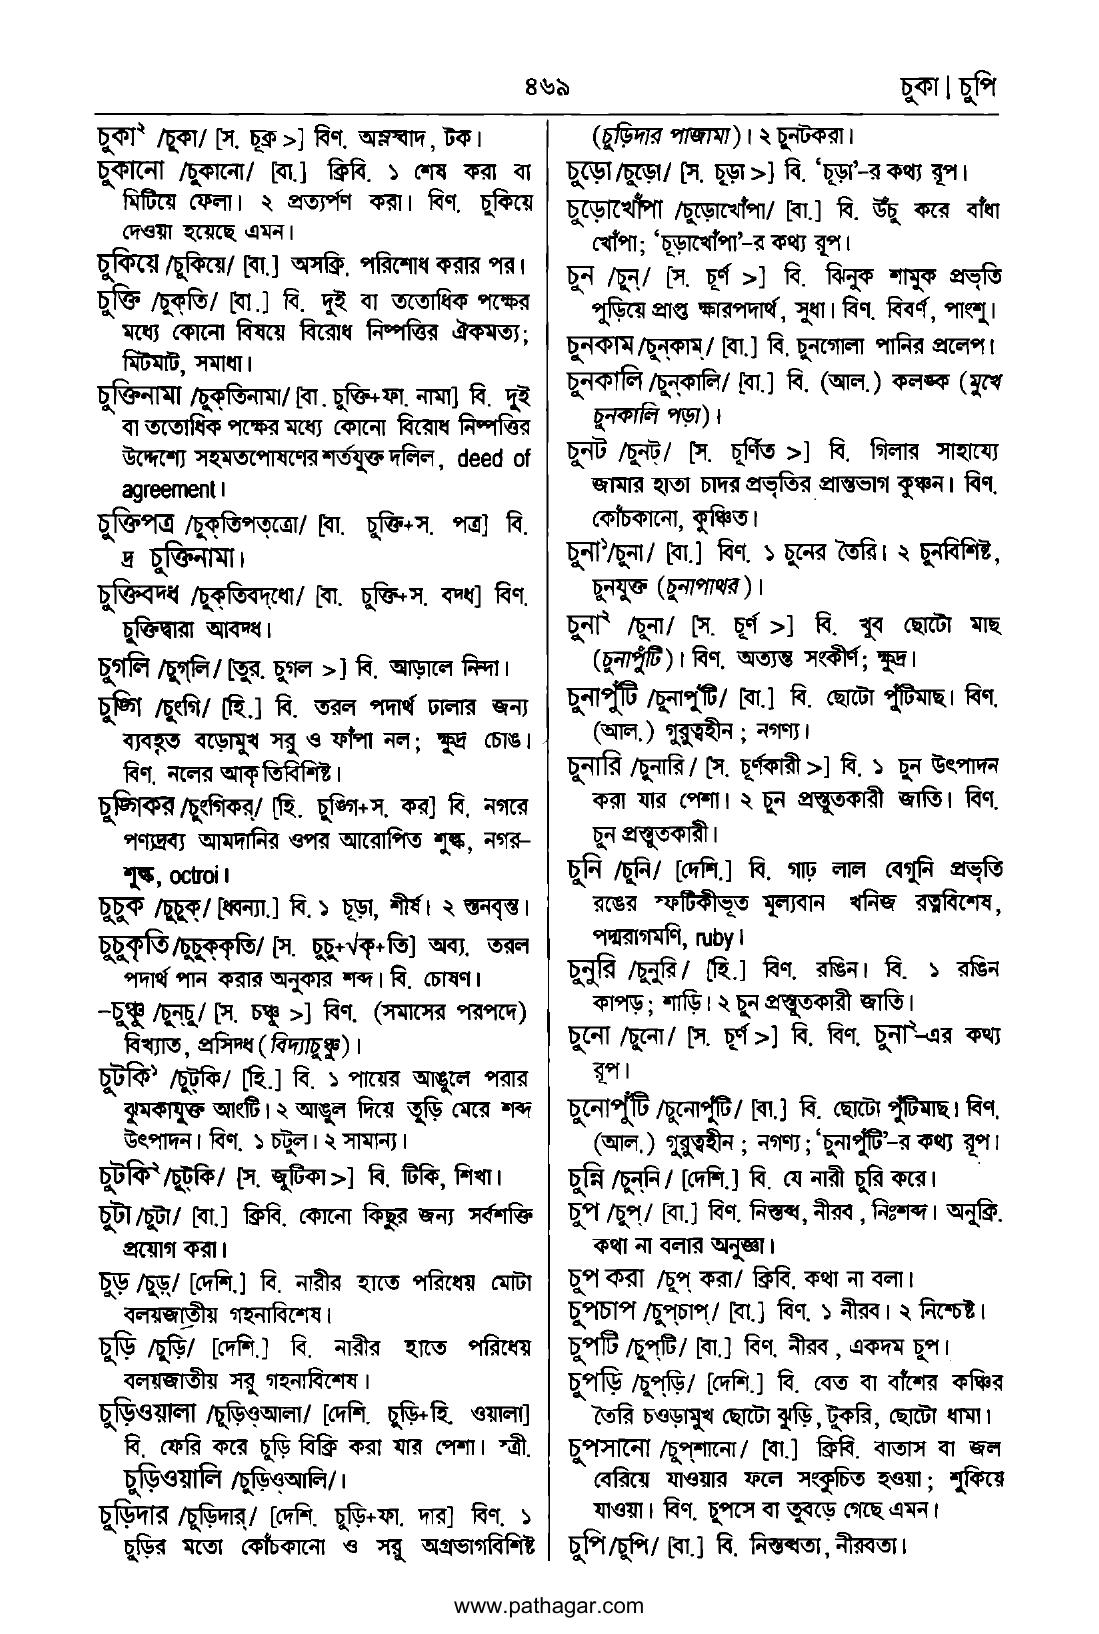 ৪৬৯
চুকা | চুপি
চুকা২ /চুকা/ [স. চূক্র >] বিণ. অম্লস্বাদ, টক।
চুকানো /চুকানো/ [বা.] ক্রিবি. ১ শেষ করা বা
মিটিয়ে ফেলা। ২ প্রত্যর্পণ করা। বিণ. চুকিয়ে
দেওয়া হয়েছে এমন।
চুকিয়ে /চুকিয়ে/ [বা.] অসক্রি. পরিশোধ করার পর।
চুক্তি /চুক্‌তি/ [বা.] বি. দুই বা ততোধিক পক্ষের
মধ্যে কোনো বিষয়ে বিরোধ নিষ্পত্তির ঐকমত্য;
মিটমাট, সমাধা।
চুক্তিনামা /চুক্‌তিনামা/ [বা. চুক্তি+ফা. নামা] বি. দুই
বা ততোধিক পক্ষের মধ্যে কোনো বিরোধ নিষ্পত্তির
উদ্দেশ্যে সহমতপোষণের শর্তযুক্ত দলিল, deed of
agreement।
চুক্তিপত্র /চুক্‌তিপত্‌ত্রো/ [বা. চুক্তি+স. পত্র] বি.
দ্র চুক্তিনামা।
চুক্তিবদ্ধ /চুক্‌তিবদ্‌ধো/ [বা. চুক্তি+স. বদ্ধ] বিণ.
চুক্তিদ্বারা আবদ্ধ।
চুগলি /চুগ্‌লি/ [তুর. চুগল >] বি. আড়ালে নিন্দা।
চুঙ্গি /চুংগি/ [হি.] বি. তরল পদার্থ ঢালার জন্য
ব্যবহৃত বড়োমুখ সরু ও ফাঁপা নল; ক্ষুদ্র চোঙ।
বিণ. নলের আকৃতিবিশিষ্ট।
চুঙ্গিকর /চুংগিকর্‌/ [হি. চুঙ্গি+স. কর] বি. নগরে
পণ্যদ্রব্য আমদানির ওপর আরোপিত শুল্ক, নগর-
শুল্ক, octroi।
চুচুক /চুচুক্‌/ [ধ্বন্যা.] বি. ১ চূড়া, শীর্ষ। ২ স্তনবৃন্ত।
চুচুকৃতি /চুচুক্‌কৃতি/ [স. চুচু+√কৃ+তি] অব্য. তরল
পদার্থ পান করার অনুকার শব্দ। বি. চোষণ।
-চুঞ্চু /চুন্‌চু/ [স. চঞ্চু >] বিণ. (সমাসের পরপদে)
বিখ্যাত, প্রসিদ্ধ (বিদ্যাচুঞ্চু)।
চুটকি১ /চুট্‌কি/ [হি.] বি. ১ পায়ের আঙুলে পরার
ঝুমকাযুক্ত আংটি। ২ আঙুল দিয়ে তুড়ি মেরে শব্দ
উৎপাদন। বিণ. ১ চটুল। ২ সামান্য।
চুটকি২ /চুট্‌কি/ [স. জুটিকা >] বি. টিকি, শিখা।
চুটা /চুটা/ [বা.] ক্রিবি. কোনো কিছুর জন্য সর্বশক্তি
প্রয়োগ করা।
চুড় /চুড়্‌/ [দেশি.] বি. নারীর হাতে পরিধেয় মোটা
বলয়জাতীয় গহনাবিশেষ।
চুড়ি /চুড়ি/ [দেশি.] বি. নারীর হাতে পরিধেয়
বলয়জাতীয় সরু গহনাবিশেষ।
চুড়িওয়ালা /চুড়িও্‌আলা/ [দেশি. চুড়ি+হি. ওয়ালা]
বি. ফেরি করে চুড়ি বিক্রি করা যার পেশা। স্ত্রী.
চুড়িওয়ালি /চুড়িও্‌আলি/।
চুড়িদার /চুড়িদার্‌/ [দেশি. চুড়ি+ফা. দার] বিণ. ১
চুড়ির মতো কোঁচকানো ও সরু অগ্রভাগবিশিষ্ট
(চুড়িদার পাজামা)। ২ চুনটকরা।
চুড়ো /চুড়ো/ [স. চূড়া >] বি. ‘চূড়া’-র কথ্য রূপ।
চুড়োখোঁপা /চুড়োখোঁপা/ [বা.] বি. উঁচু করে বাঁধা
খোঁপা; ‘চূড়াখোঁপা’-র কথ্য রূপ।
চুন /চুন্‌/ [স. চূর্ণ >] বি. ঝিনুক শামুক প্রভৃতি
পুড়িয়ে প্রাপ্ত ক্ষারপদার্থ, সুধা। বিণ. বিবর্ণ, পাংশু।
চুনকাম /চুন্‌কাম্‌/ [বা.] বি. চুনগোলা পানির প্রলেপ।
চুনকালি /চুন্‌কালি/ [বা.] বি. (আল.) কলঙ্ক (মুখে
চুনকালি পড়া)।
চুনট /চুনট্‌/ [স. চূর্ণিত >] বি. গিলার সাহায্যে
জামার হাতা চাদর প্রভৃতির প্রান্তভাগ কুঞ্চন। বিণ.
কোঁচকানো, কুঞ্চিত।
চুনা১ /চুনা/ [বা.] বিণ. ১ চুনের তৈরি। ২ চুনবিশিষ্ট,
চুনযুক্ত (চুনাপাথর)।
চুনা২ /চুনা/ [স. চূর্ণ >] বি. খুব ছোটো মাছ
(চুনাপুঁটি)। বিণ. অত্যন্ত সংকীর্ণ; ক্ষুদ্র।
চুনাপুঁটি /চুনাপুঁটি/ [বা.] বি. ছোটো পুঁটিমাছ। বিণ.
(আল.) গুরুত্বহীন; নগণ্য।
চুনারি /চুনারি/ [স. চূর্ণকারী >] বি. ১ চুন উৎপাদন
করা যার পেশা। ২ চুন প্রস্তুতকারী জাতি। বিণ.
চুন প্রস্তুতকারী।
চুনি /চুনি/ [দেশি.] বি. গাঢ় লাল বেগুনি প্রভৃতি
রঙের স্ফটিকীভূত মূল্যবান খনিজ রত্নবিশেষ,
পদ্মরাগমণি, ruby।
চুনুরি /চুনুরি/ [হি.] বিণ. রঙিন। বি. ১ রঙিন
কাপড়; শাড়ি। ২ চুন প্রস্তুতকারী জাতি।
চুনো /চুনো/ [স. চূর্ণ >] বি. বিণ. চুনা২-এর কথ্য
রূপ।
চুনোপুঁটি /চুনোপুঁটি/ [বা.] বি. ছোটো পুঁটিমাছ। বিণ.
(আল.) গুরুত্বহীন; নগণ্য; ‘চুনাপুঁটি’-র কথ্য রূপ।
চুন্নি /চুন্‌নি/ [দেশি.] বি. যে নারী চুরি করে।
চুপ /চুপ্‌/ [বা.] বিণ. নিস্তব্ধ, নীরব, নিঃশব্দ। অনুক্রি.
কথা না বলার অনুজ্ঞা।
চুপ করা /চুপ্‌ করা/ ক্রিবি. কথা না বলা।
চুপচাপ /চুপ্‌চাপ্‌/ [বা.] বিণ. ১ নীরব। ২ নিশ্চেষ্ট।
চুপটি /চুপ্‌টি/ [বা.] বিণ. নীরব, একদম চুপ।
চুপড়ি /চুপ্‌ড়ি/ [দেশি.] বি. বেত বা বাঁশের কঞ্চির
তৈরি চওড়ামুখ ছোটো ঝুড়ি, টুকরি, ছোটো ধামা।
চুপসানো /চুপ্‌শানো/ [বা.] ক্রিবি. বাতাস বা জল
বেরিয়ে যাওয়ার ফলে সংকুচিত হওয়া; শুকিয়ে
যাওয়া। বিণ. চুপসে বা তুবড়ে গেছে এমন।
চুপি /চুপি/ [বা.] বি. নিস্তব্ধতা, নীরবতা।
www.pathagar.com